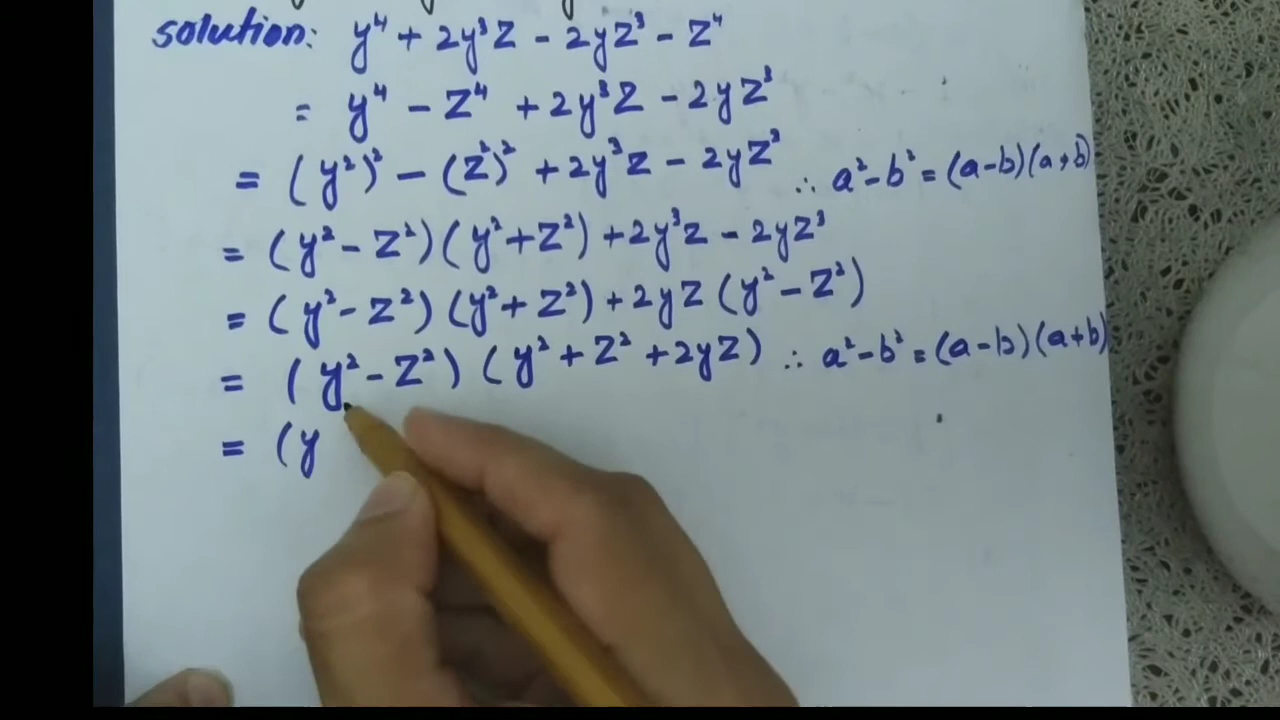 solution: y⁴ + 2y³z - 2yz³ - z⁴
= y⁴ - z⁴ + 2y³z - 2yz³
= (y²)² - (z²)² + 2y³z - 2yz³ ∴ a²-b² = (a-b)(a+b)
= (y² - z²)(y² + z²) + 2y³z - 2yz³
= (y² - z²)(y² + z²) + 2yz(y² - z²)
= (y² - z²)(y² + z² + 2yz) ∴ a²-b² = (a-b)(a+b)
= (y